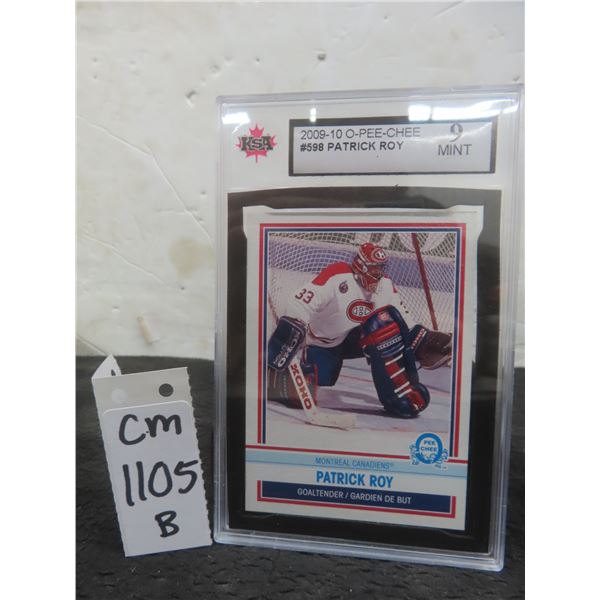 KSA
2009-10 O-PEE-CHEE 9
#598 PATRICK ROY MINT
33
KOHO
KOHO
PEE
CHEE
MONTREAL CANADIENS®
PATRICK ROY
GOALTENDER / GARDIEN DE BUT
CM
1105
B